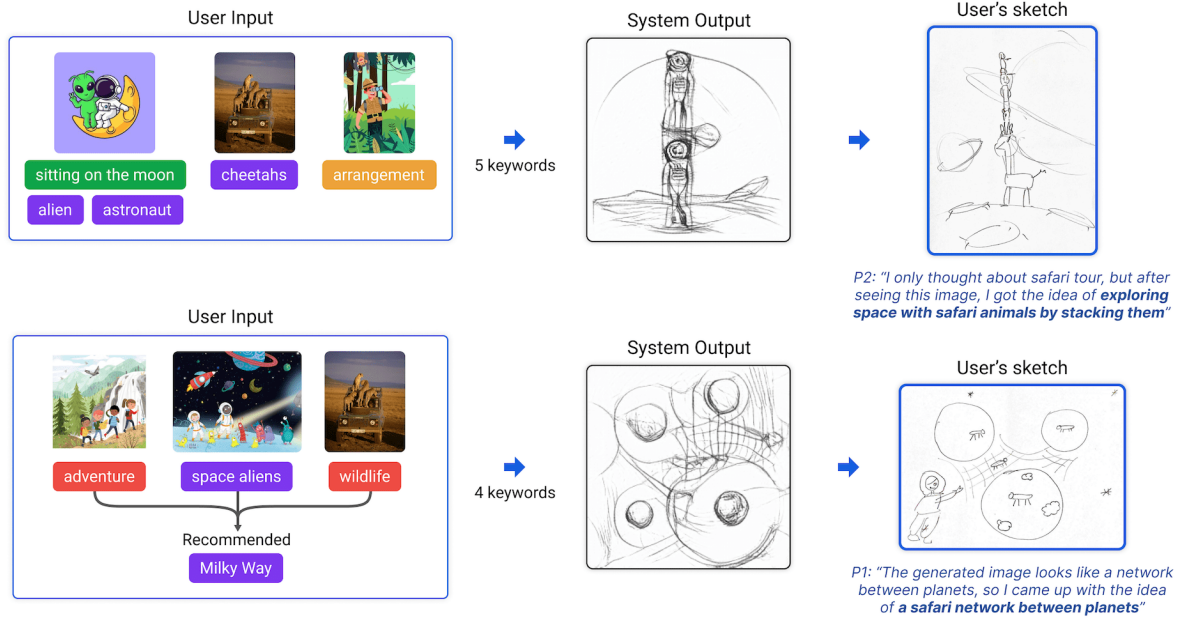 User Input
System Output
User’s sketch
sitting on the moon
cheetahs
arrangement
alien
astronaut
5 keywords
P2: “I only thought about safari tour, but after
seeing this image, I got the idea of exploring
space with safari animals by stacking them”
User Input
System Output
User’s sketch
adventure
space aliens
wildlife
4 keywords
Recommended
Milky Way
P1: “The generated image looks like a network
between planets, so I came up with the idea
of a safari network between planets”